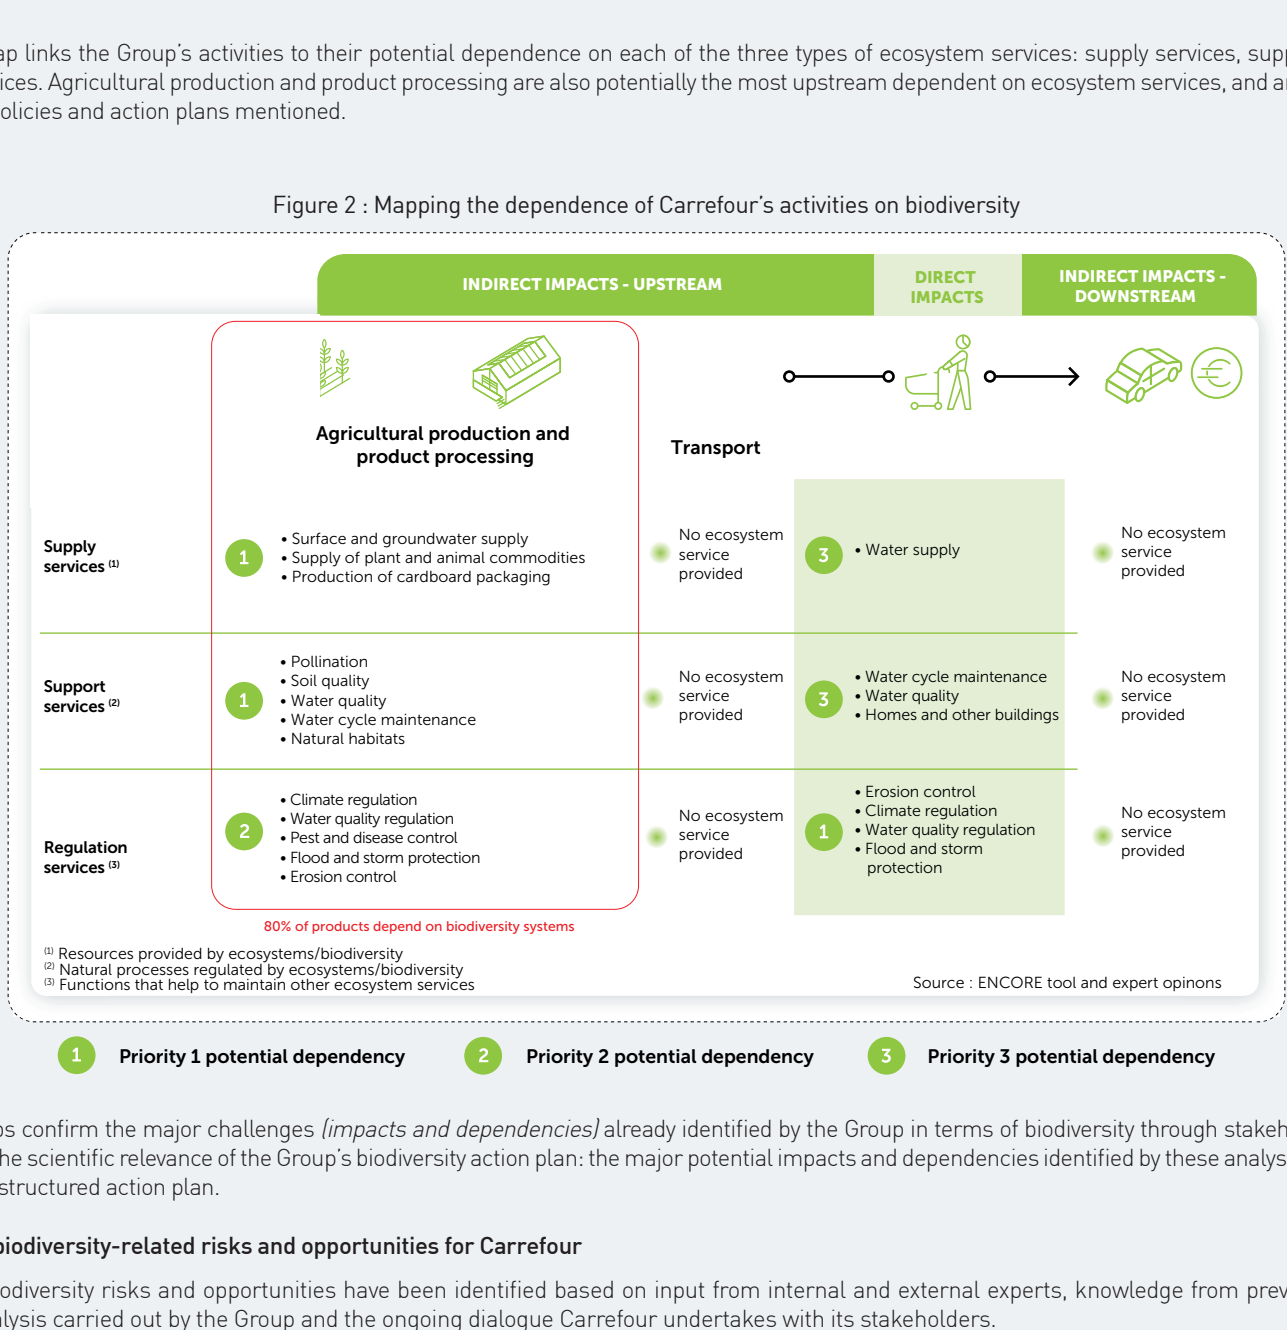 links the Group's activities to their potential dependence on each of the three types of ecosystem services: supply services,
Agricultural production and product processing are also potentially the most upstream dependent on ecosystem services, and
and action plans mentioned.
Figure 2 : Mapping the dependence of Carrefour's activities on biodiversity
INDIRECT IMPACTS - UPSTREAM
DIRECT
IMPACTS
INDIRECT IMPACTS -
DOWNSTREAM
Agricultural production and
product processing
Transport
Supply
services (1)
1
• Surface and groundwater supply
• Supply of plant and animal commodities
• Production of cardboard packaging
No ecosystem
service
provided
3
• Water supply
No ecosystem
service
provided
Support
services (2)
1
• Pollination
• Soil quality
• Water quality
• Water cycle maintenance
• Natural habitats
No ecosystem
service
provided
3
• Water cycle maintenance
• Water quality
• Homes and other buildings
No ecosystem
service
provided
Regulation
services (3)
2
• Climate regulation
• Water quality regulation
• Pest and disease control
• Flood and storm protection
• Erosion control
No ecosystem
service
provided
1
• Erosion control
• Climate regulation
• Water quality regulation
• Flood and storm
protection
No ecosystem
service
provided
80% of products depend on biodiversity systems
(1) Resources provided by ecosystems/biodiversity
(2) Natural processes regulated by ecosystems/biodiversity
(3) Functions that help to maintain other ecosystem services
Source : ENCORE tool and expert opinons
1 Priority 1 potential dependency
2 Priority 2 potential dependency
3 Priority 3 potential dependency
confirm the major challenges (impacts and dependencies) already identified by the Group in terms of biodiversity through
the scientific relevance of the Group's biodiversity action plan: the major potential impacts and dependencies identified by these
structured action plan.
biodiversity-related risks and opportunities for Carrefour
risks and opportunities have been identified based on input from internal and external experts, knowledge from
carried out by the Group and the ongoing dialogue Carrefour undertakes with its stakeholders.